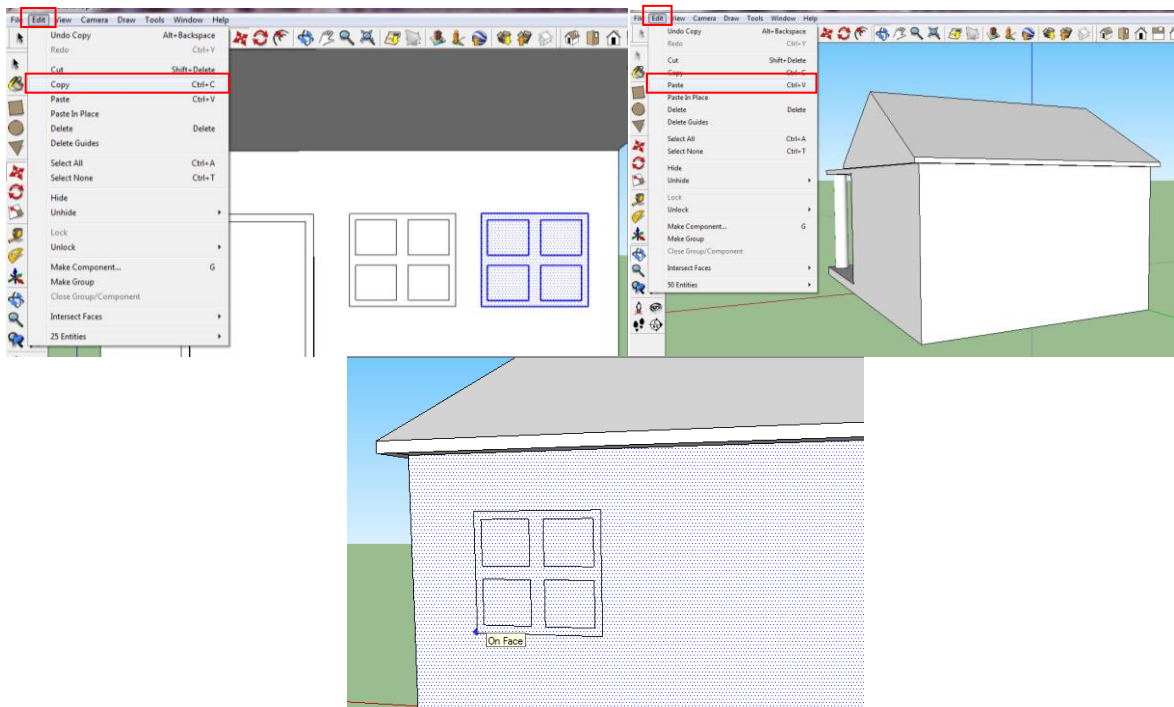 File Edit View Camera Draw Tools Window Help
Undo Copy Alt+Backspace
Redo Ctrl+Y
Cut Shift+Delete
Copy Ctrl+C
Paste Ctrl+V
Paste In Place
Delete Delete
Delete Guides
Select All Ctrl+A
Select None Ctrl+T
Hide
Unhide
Lock
Unlock
Make Component... G
Make Group
Close Group/Component
Intersect Faces
25 Entities
File Edit View Camera Draw Tools Window Help
Undo Copy Alt+Backspace
Redo Ctrl+Y
Cut Shift+Delete
Copy Ctrl+C
Paste Ctrl+V
Paste In Place
Delete Delete
Delete Guides
Select All Ctrl+A
Select None Ctrl+T
Hide
Unhide
Lock
Unlock
Make Component... G
Make Group
Close Group/Component
Intersect Faces
50 Entities
On Face